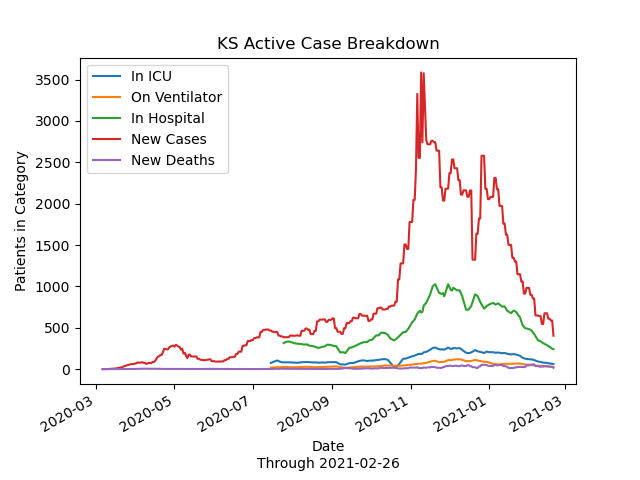 KS Active Case Breakdown
In ICU
On Ventilator
In Hospital
New Cases
New Deaths
Patients in Category
3500
3000
2500
2000
1500
1000
500
0
2020-03
2020-05
2020-07
2020-09
2020-11
2021-01
2021-03
Date
Through 2021-02-26